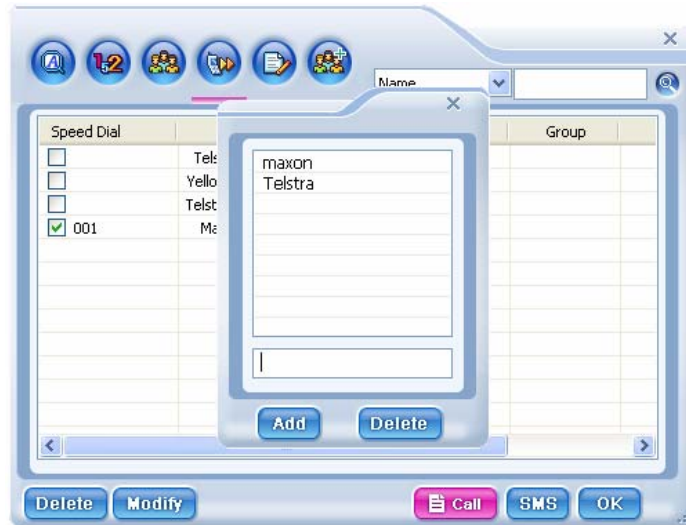 Name
Speed Dial
Group
Tels
Yello
Telst
001
Ma
maxon
Telstra
Add
Delete
Delete
Modify
Call
SMS
OK